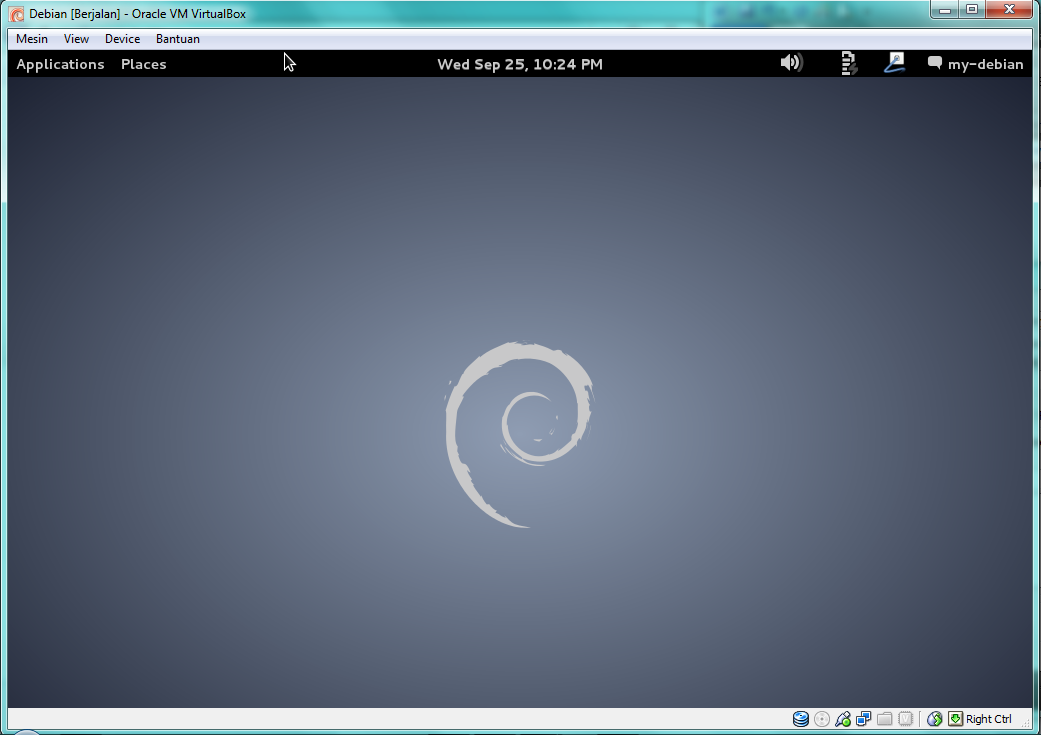 Debian [Berjalan] - Oracle VM VirtualBox
Mesin View Device Bantuan
Applications Places Wed Sep 25, 10:24 PM my-debian
Right Ctrl